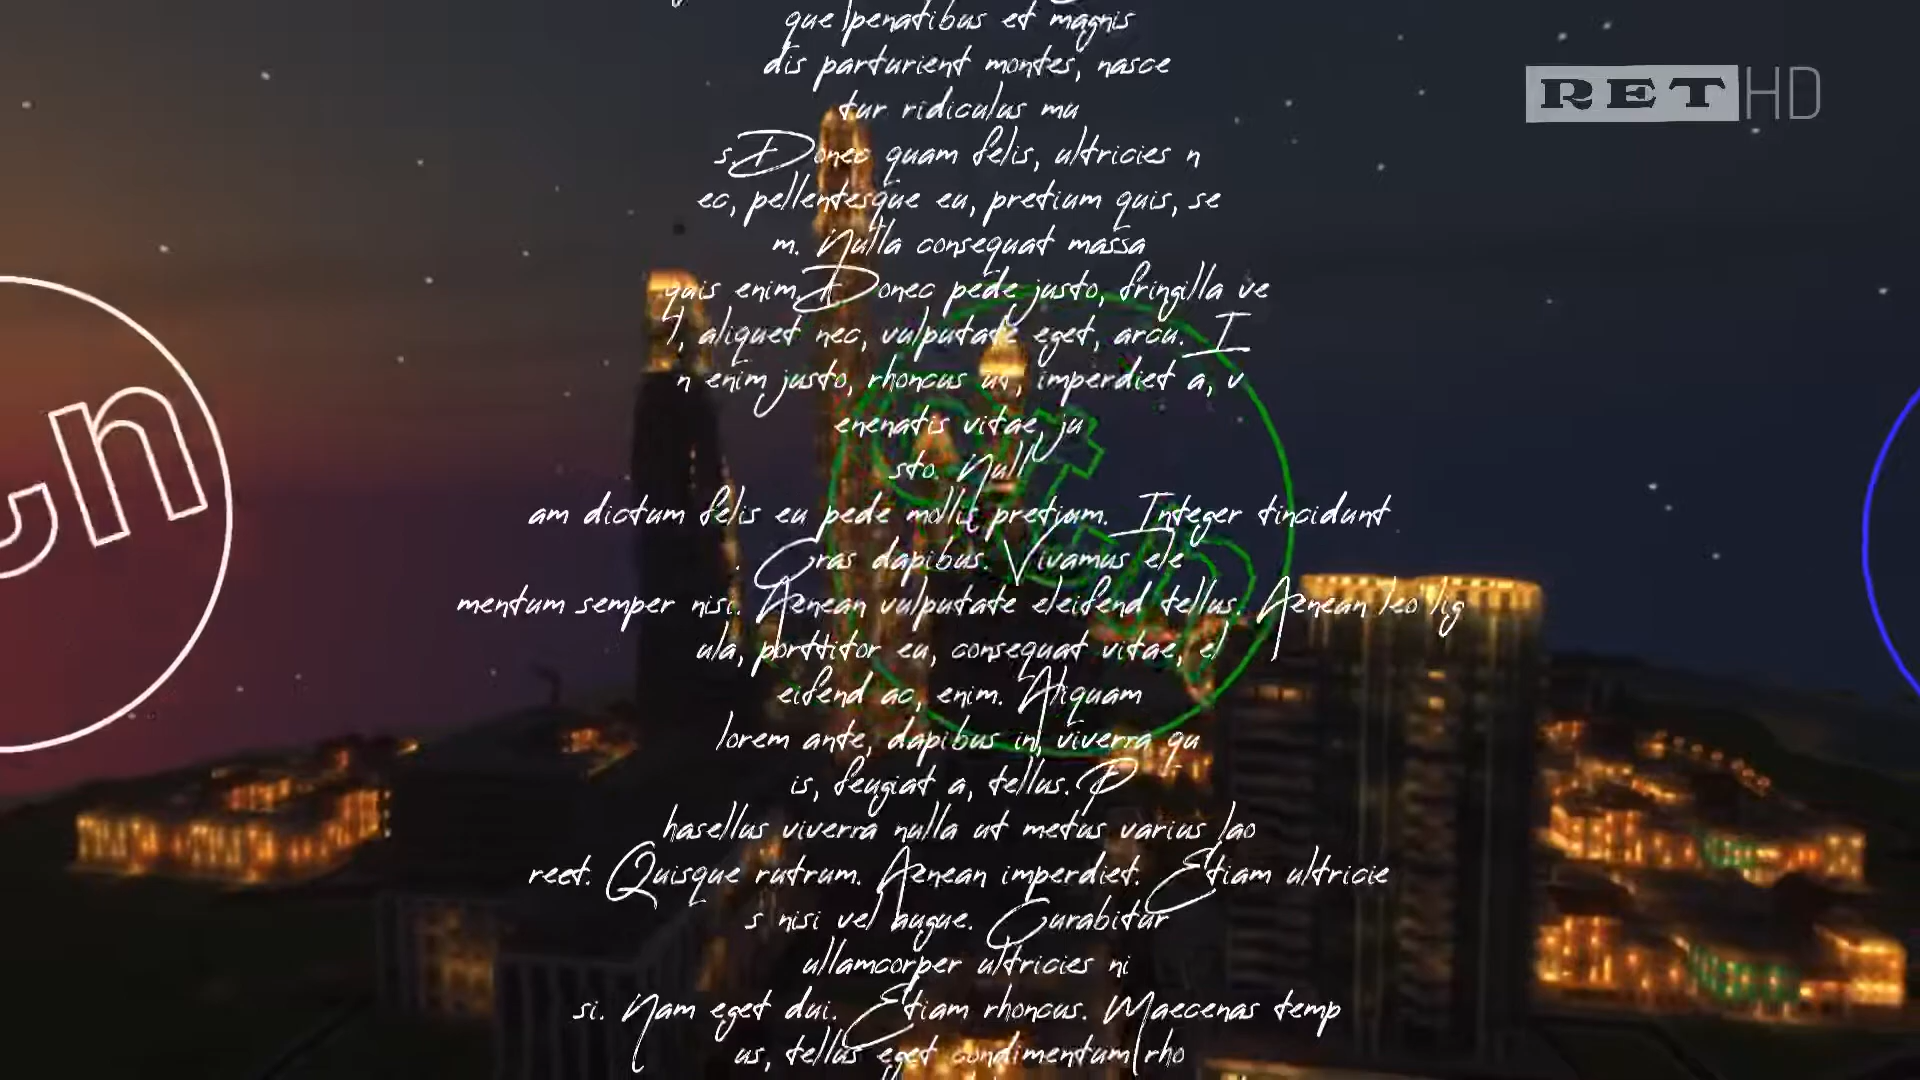 que penatibus et magnis
dis parturient montes, nasce
tur ridiculus mu
s. Donec quam felis, ultricies n
ec, pellentesque eu, pretium quis, se
m. Nulla consequat massa
quis enim. Donec pede justo, fringilla ve
l, aliquet nec, vulputate eget, arcu. I
n enim justo, rhoncus ut, imperdiet a, v
enenatis vitae, ju
sto. Null
am dictum felis eu pede mollis pretium. Integer tincidunt
. Cras dapibus. Vivamus ele
mentum semper nisi. Aenean vulputate eleifend tellus. Aenean leo lig
ula, porttitor eu, consequat vitae, el
eifend ac, enim. Aliquam
lorem ante, dapibus in, viverra qu
is, feugiat a, tellus. P
hasellus viverra nulla ut metus varius lao
reet. Quisque rutrum. Aenean imperdiet. Etiam ultricie
s nisi vel augue. Curabitur
ullamcorper ultricies ni
si. Nam eget dui. Etiam rhoncus. Maecenas temp
us, tellus eget condimentum rho
RET HD